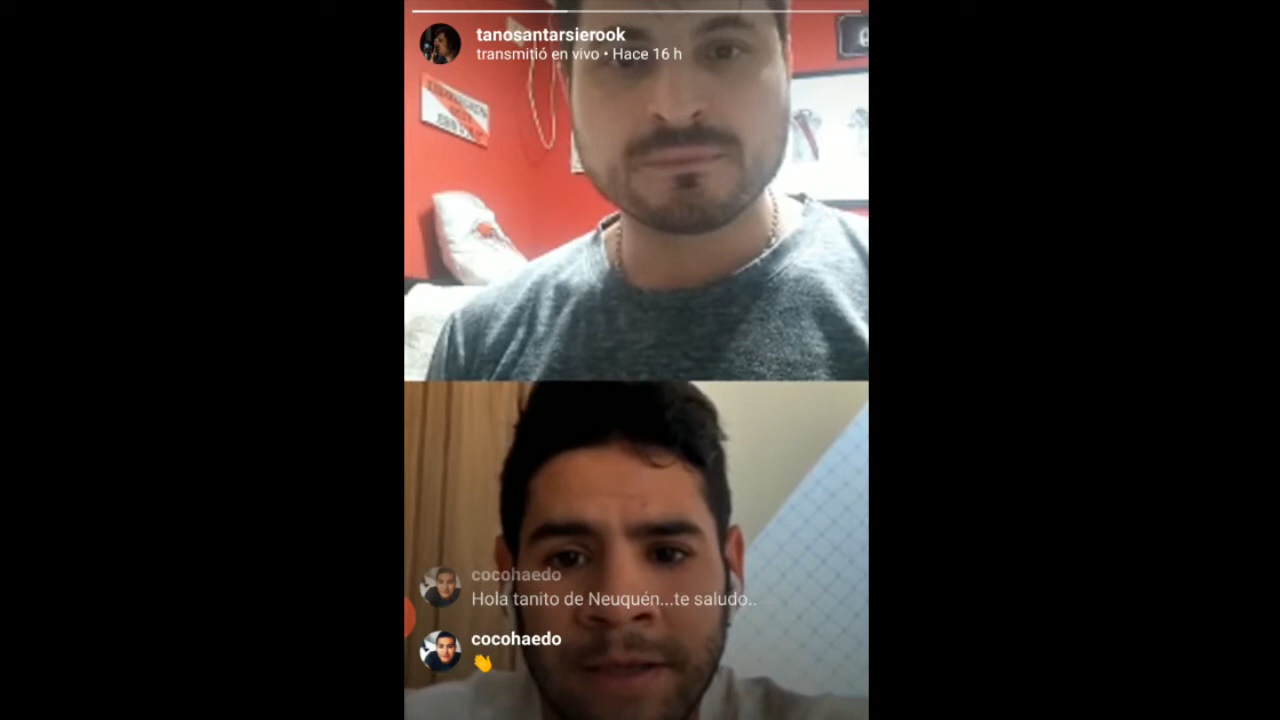 tanosantarsierook
transmitió en vivo • Hace 16 h
cocohaedo
Hola tanito de Neuquén...te saludo..
cocohaedo
👏